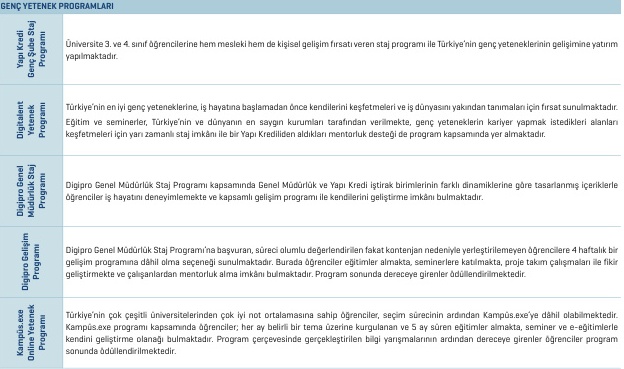 GENÇ YETENEK PROGRAMLARI
Yapı Kredi
Genç Şube Staj
Programı
Üniversite 3. ve 4. sınıf öğrencilerine hem mesleki hem de kişisel gelişim fırsatı veren staj programı ile Türkiye'nin genç yeteneklerinin gelişimine yatırım
yapılmaktadır.
Digitalent
Yetenek
Programı
Türkiye'nin en iyi genç yeteneklerine, iş hayatına başlamadan önce kendilerini keşfetmeleri ve iş dünyasını yakından tanımaları için fırsat sunulmaktadır.
Eğitim ve seminerler, Türkiye'nin ve dünyanın en saygın kurumları tarafından verilmekte, genç yeteneklerin kariyer yapmak istedikleri alanları
keşfetmeleri için yarı zamanlı staj imkânı ile bir Yapı Krediliden aldıkları mentorluk desteği de program kapsamında yer almaktadır.
Digipro Genel
Müdürlük Staj
Programı
Digipro Genel Müdürlük Staj Programı kapsamında Genel Müdürlük ve Yapı Kredi iştirak birimlerinin farklı dinamiklerine göre tasarlanmış içeriklerle
öğrenciler iş hayatını deneyimlemekte ve kapsamlı gelişim programı ile kendilerini geliştirme imkânı bulmaktadır.
Digipro Gelişim
Programı
Digipro Genel Müdürlük Staj Programı'na başvuran, süreci olumlu değerlendirilen fakat kontenjan nedeniyle yerleştirilemeyen öğrencilere 4 haftalık bir
gelişim programına dâhil olma seçeneği sunulmaktadır. Burada öğrenciler eğitimler almakta, seminerlere katılmakta, proje takım çalışmaları ile fikir
geliştirmekte ve çalışanlardan mentorluk alma imkânı bulmaktadır. Program sonunda dereceye girenler ödüllendirilmektedir.
Kampüs.exe
Online Yetenek
Programı
Türkiye'nin çok çeşitli üniversitelerinden çok iyi not ortalamasına sahip öğrenciler, seçim sürecinin ardından Kampüs.exe'ye dâhil olabilmektedir.
Kampüs.exe programı kapsamında öğrenciler; her ay belirli bir tema üzerine kurgulanan ve 5 ay süren eğitimler almakta, seminer ve e-eğitimlerle
kendini geliştirme olanağı bulmaktadır. Program çerçevesinde gerçekleştirilen bilgi yarışmalarının ardından dereceye giren öğrenciler program
sonunda ödüllendirilmektedir.